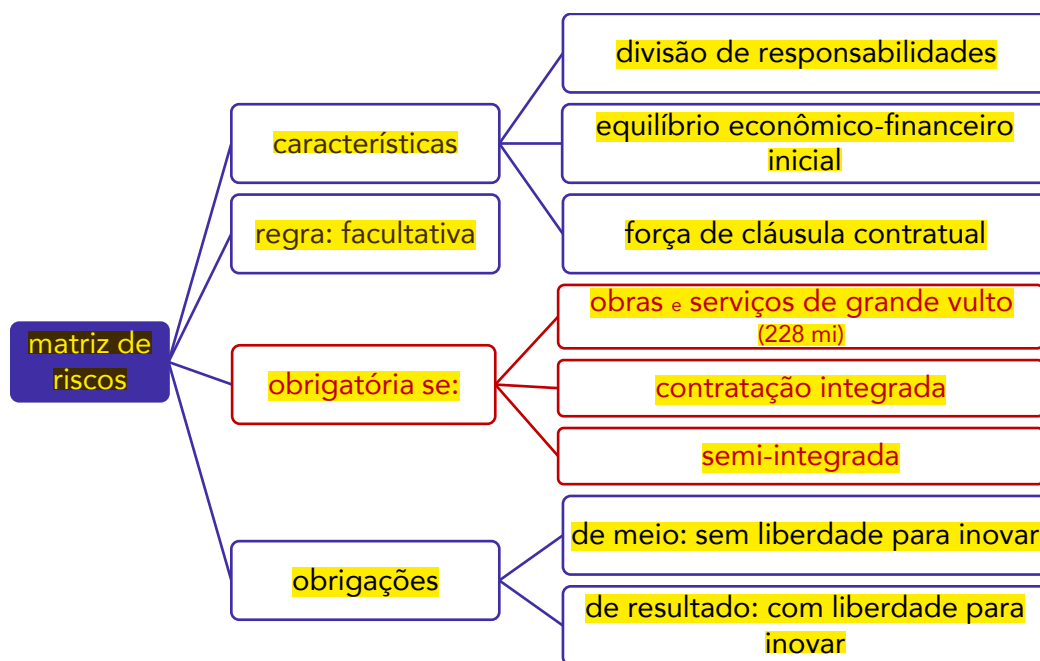 matriz de
riscos
características
divisão de responsabilidades
equilíbrio econômico-financeiro
inicial
força de cláusula contratual
regra: facultativa
obrigatória se:
obras e serviços de grande vulto
(228 mi)
contratação integrada
semi-integrada
obrigações
de meio: sem liberdade para inovar
de resultado: com liberdade para
inovar